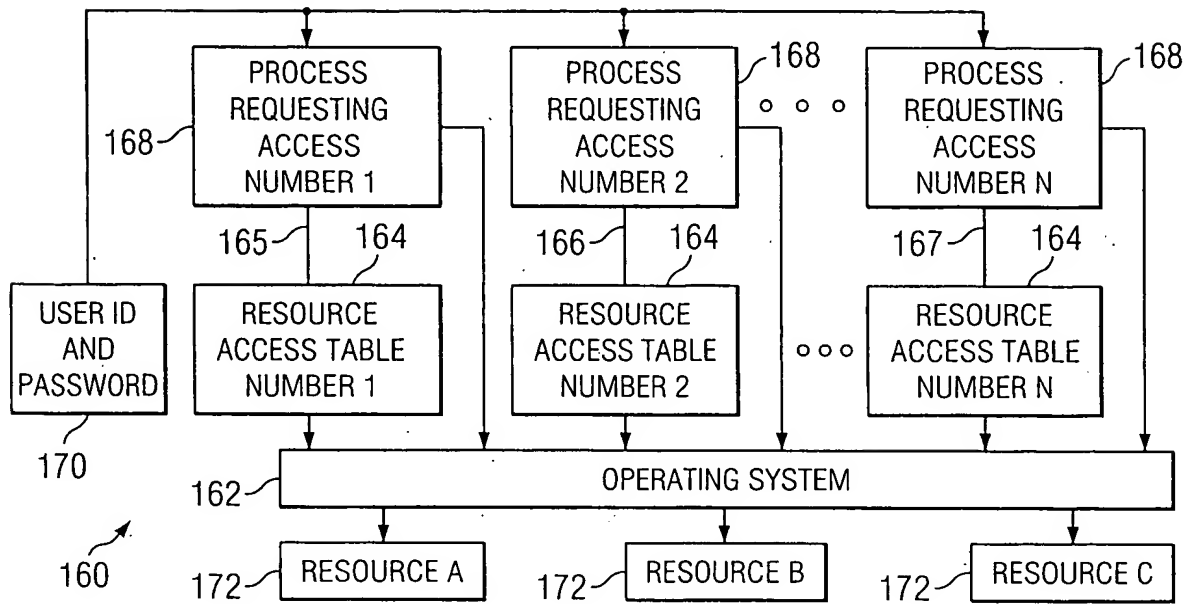 PROCESS
REQUESTING
ACCESS
NUMBER 1
168
PROCESS
REQUESTING
ACCESS
NUMBER 2
168
PROCESS
REQUESTING
ACCESS
NUMBER N
168
165
164
166
164
167
164
USER ID
AND
PASSWORD
170
RESOURCE
ACCESS TABLE
NUMBER 1
RESOURCE
ACCESS TABLE
NUMBER 2
RESOURCE
ACCESS TABLE
NUMBER N
162
OPERATING SYSTEM
160
172
RESOURCE A
172
RESOURCE B
172
RESOURCE C